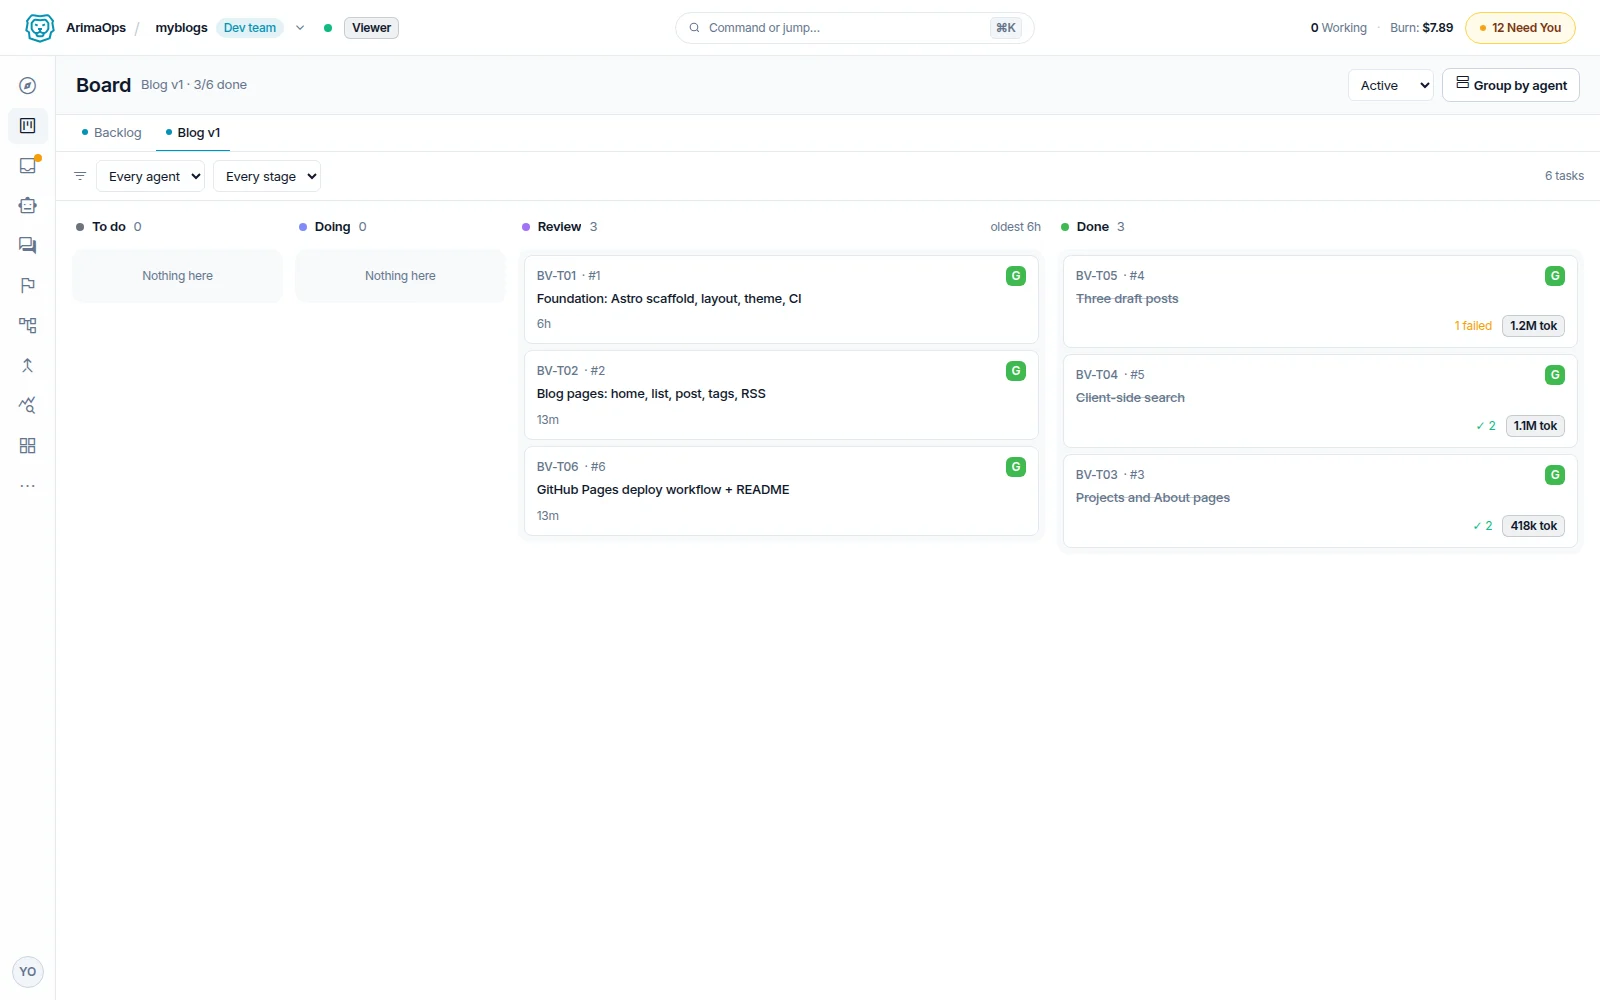 ArimaOps / myblogs Dev team Viewer
Command or jump... ⌘K
0 Working · Burn: $7.89 12 Need You
Board Blog v1 · 3/6 done
Active Group by agent
Backlog Blog v1
Every agent Every stage 6 tasks
To do 0
Nothing here
Doing 0
Nothing here
Review 3 oldest 6h
BV-T01 · #1 G
Foundation: Astro scaffold, layout, theme, CI
6h
BV-T02 · #2 G
Blog pages: home, list, post, tags, RSS
13m
BV-T06 · #6 G
GitHub Pages deploy workflow + README
13m
Done 3
BV-T05 · #4 G
Three draft posts
1 failed 1.2M tok
BV-T04 · #5 G
Client-side search
✓ 2 1.1M tok
BV-T03 · #3 G
Projects and About pages
✓ 2 418k tok
YO